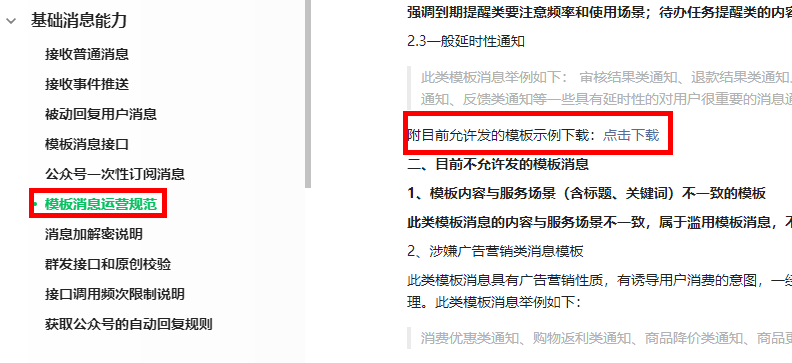 基础消息能力
接收普通消息
接收事件推送
被动回复用户消息
模板消息接口
公众号一次性订阅消息
模板消息运营规范
消息加解密说明
群发接口和原创校验
接口调用频次限制说明
获取公众号的自动回复规则
强调到期提醒类要注意频率和使用场景；待办任务提醒类的内容
2.3一般延时性通知
此类模板消息举例如下： 审核结果类通知、退款结果类通知、
通知、反馈类通知等一些具有延时性的对用户很重要的消息通
附目前允许发的模板示例下载：点击下载
二、目前不允许发的模板消息
1、模板内容与服务场景（含标题、关键词）不一致的模板
此类模板消息的内容与服务场景不一致，属于滥用模板消息，不
2、涉嫌广告营销类消息模板
此类模板消息具有广告营销性质，有诱导用户消费的意图，一经
理。此类模板消息举例如下：
消费优惠类通知、购物返利类通知、商品降价类通知、商品更